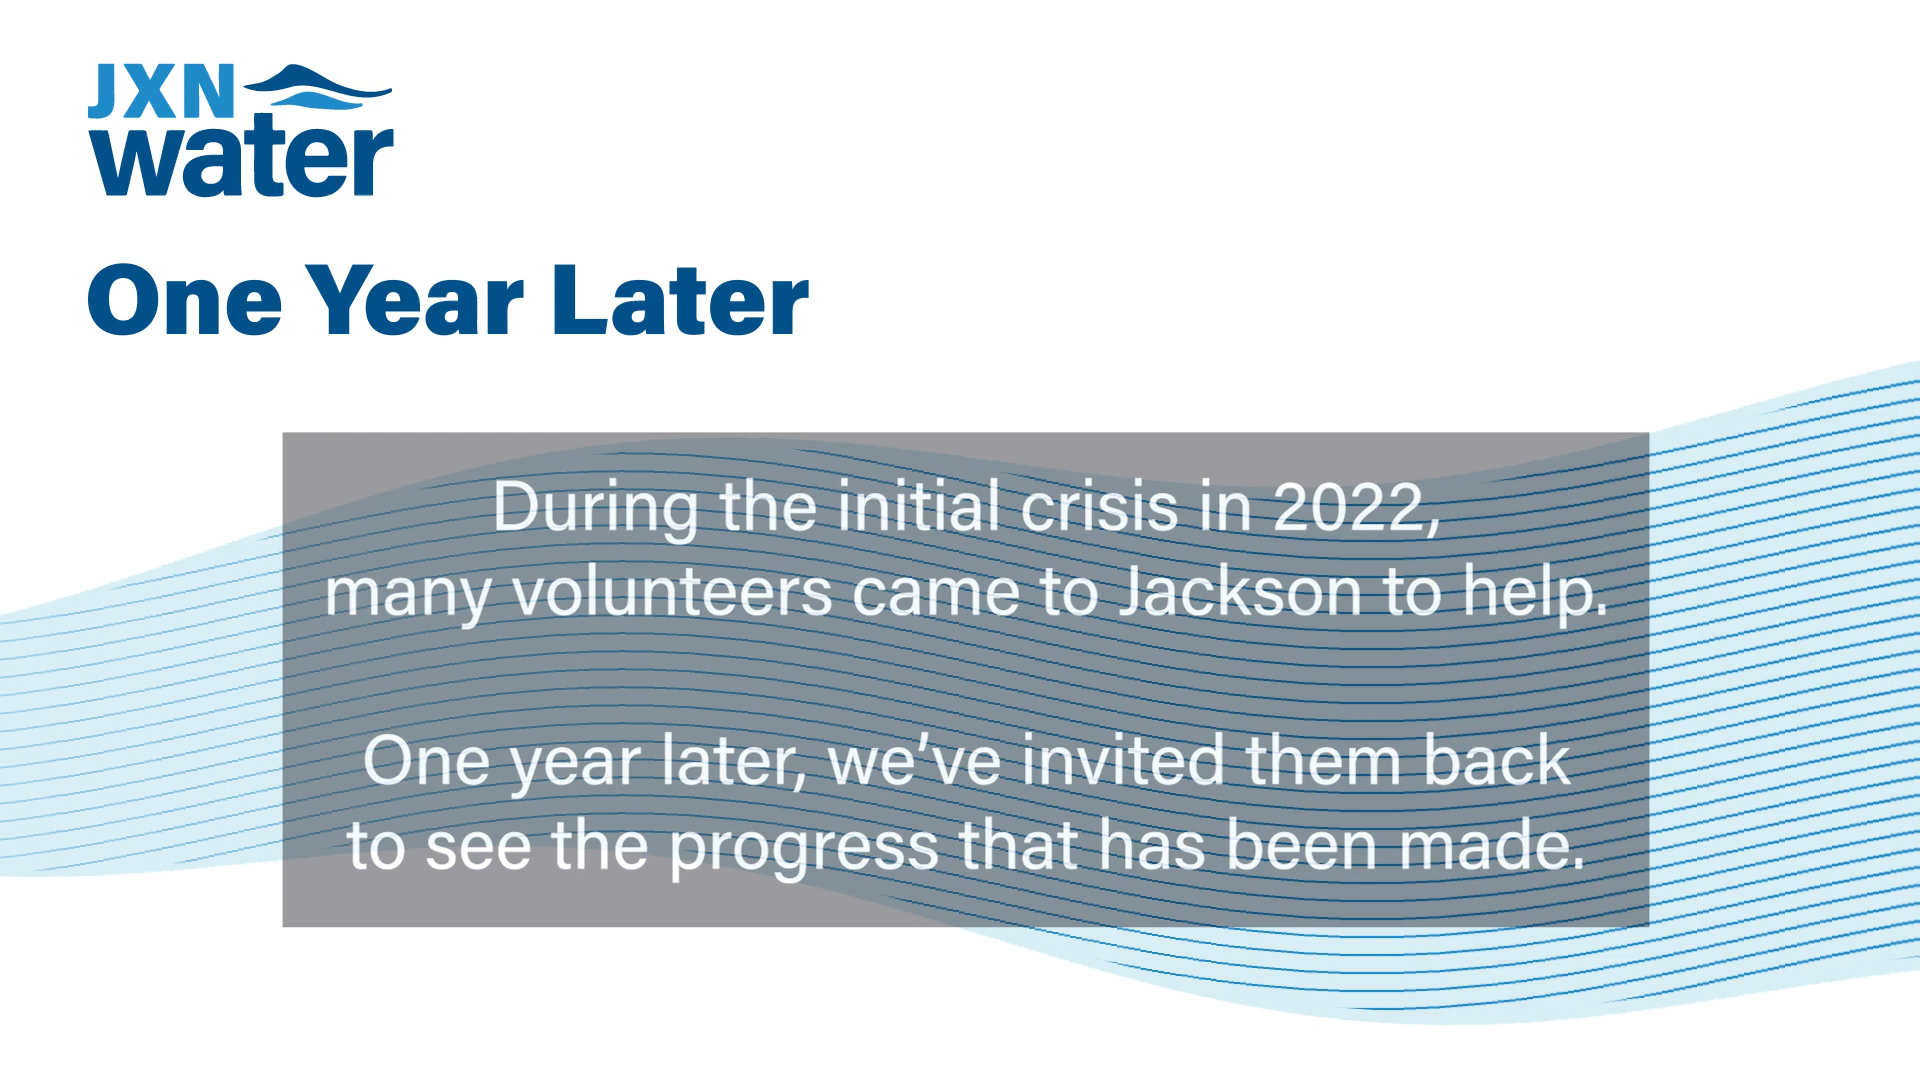 JXN
water
One Year Later
During the initial crisis in 2022,
many volunteers came to Jackson to help.
One year later, we’ve invited them back
to see the progress that has been made.